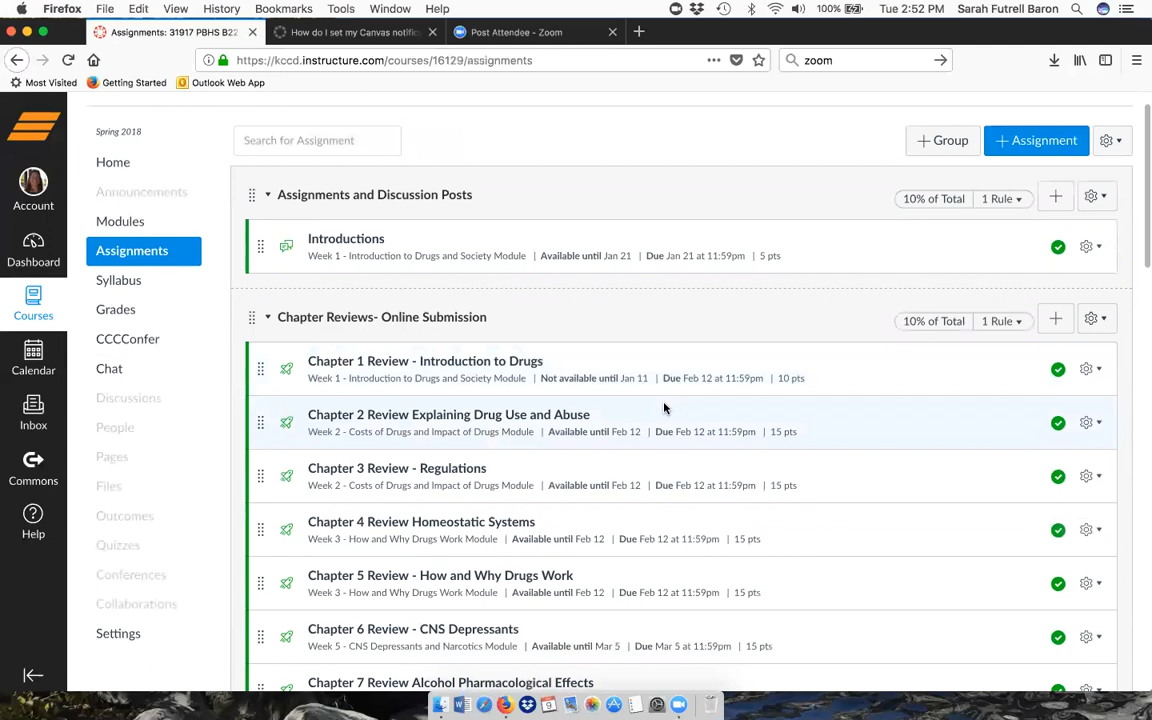 Firefox File Edit View History Bookmarks Tools Window Help 100% Tue 2:52 PM Sarah Futrell Baron
Assignments: 31917 PBHS B22 How do I set my Canvas notific Post Attendee - Zoom
https://kccd.instructure.com/courses/16129/assignments zoom
Most Visited Getting Started Outlook Web App
Spring 2018
Search for Assignment
+ Group
+ Assignment
Account
Dashboard
Courses
Calendar
Inbox
Commons
Help
Home
Announcements
Modules
Assignments
Syllabus
Grades
CCCConfer
Chat
Discussions
People
Pages
Files
Outcomes
Quizzes
Conferences
Collaborations
Settings
Assignments and Discussion Posts 10% of Total 1 Rule
Introductions
Week 1 - Introduction to Drugs and Society Module | Available until Jan 21 | Due Jan 21 at 11:59pm | 5 pts
Chapter Reviews- Online Submission 10% of Total 1 Rule
Chapter 1 Review - Introduction to Drugs
Week 1 - Introduction to Drugs and Society Module | Not available until Jan 11 | Due Feb 12 at 11:59pm | 10 pts
Chapter 2 Review Explaining Drug Use and Abuse
Week 2 - Costs of Drugs and Impact of Drugs Module | Available until Feb 12 | Due Feb 12 at 11:59pm | 15 pts
Chapter 3 Review - Regulations
Week 2 - Costs of Drugs and Impact of Drugs Module | Available until Feb 12 | Due Feb 12 at 11:59pm | 15 pts
Chapter 4 Review Homeostatic Systems
Week 3 - How and Why Drugs Work Module | Available until Feb 12 | Due Feb 12 at 11:59pm | 15 pts
Chapter 5 Review - How and Why Drugs Work
Week 3 - How and Why Drugs Work Module | Available until Feb 12 | Due Feb 12 at 11:59pm | 15 pts
Chapter 6 Review - CNS Depressants
Week 5 - CNS Depressants and Narcotics Module | Available until Mar 5 | Due Mar 5 at 11:59pm | 15 pts
Chapter 7 Review Alcohol Pharmacological Effects